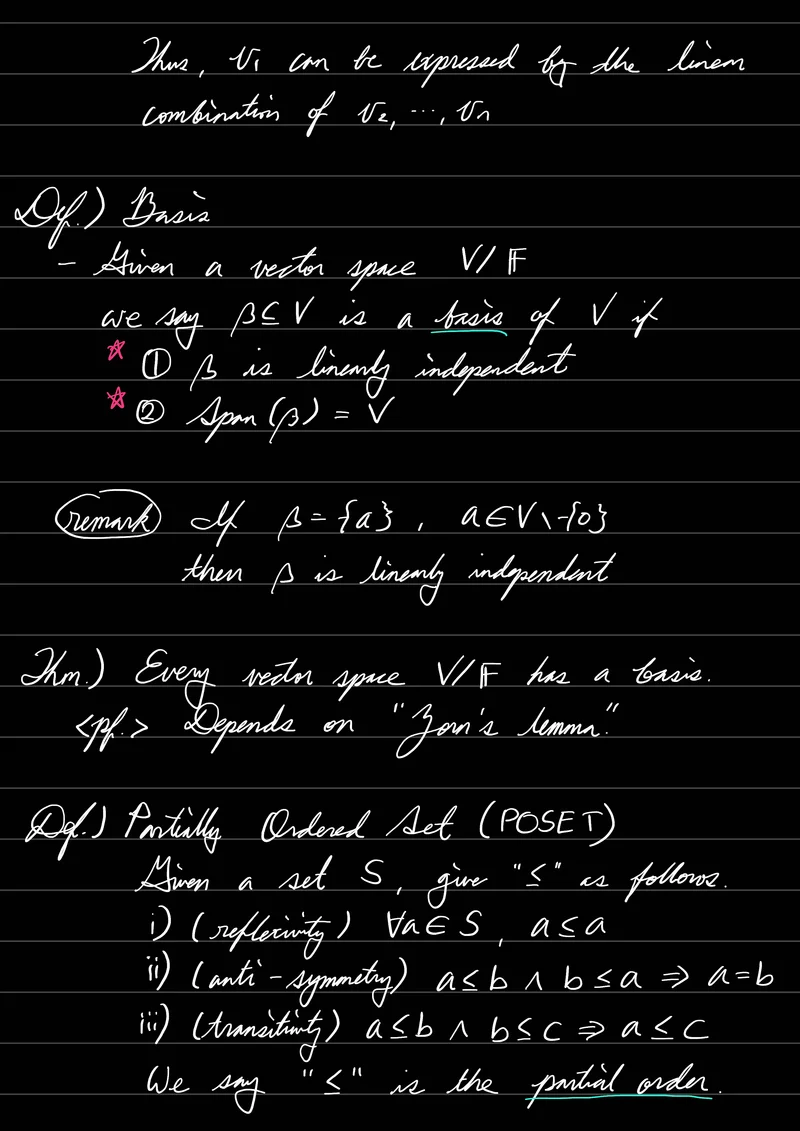 Thus, v₁ can be expressed by the linear
combination of v₂, ⋯, vₙ
Def.) Basis
- Given a vector space V/𝔽
we say β⊆V is a basis of V if
☆ ① β is linearly independent
☆ ② Span(β) = V
remark If β={a}, a∈V\{0}
then β is linearly independent
Thm.) Every vector space V/𝔽 has a basis.
<pf.> Depends on "Zorn's lemma."
Def.) Partially Ordered Set (POSET)
Given a set S, give "≤" as follows.
i) (reflexivity) ∀a∈S, a≤a
ii) (anti-symmetry) a≤b ∧ b≤a ⇒ a=b
iii) (transitivity) a≤b ∧ b≤c ⇒ a≤c
We say "≤" is the partial order.